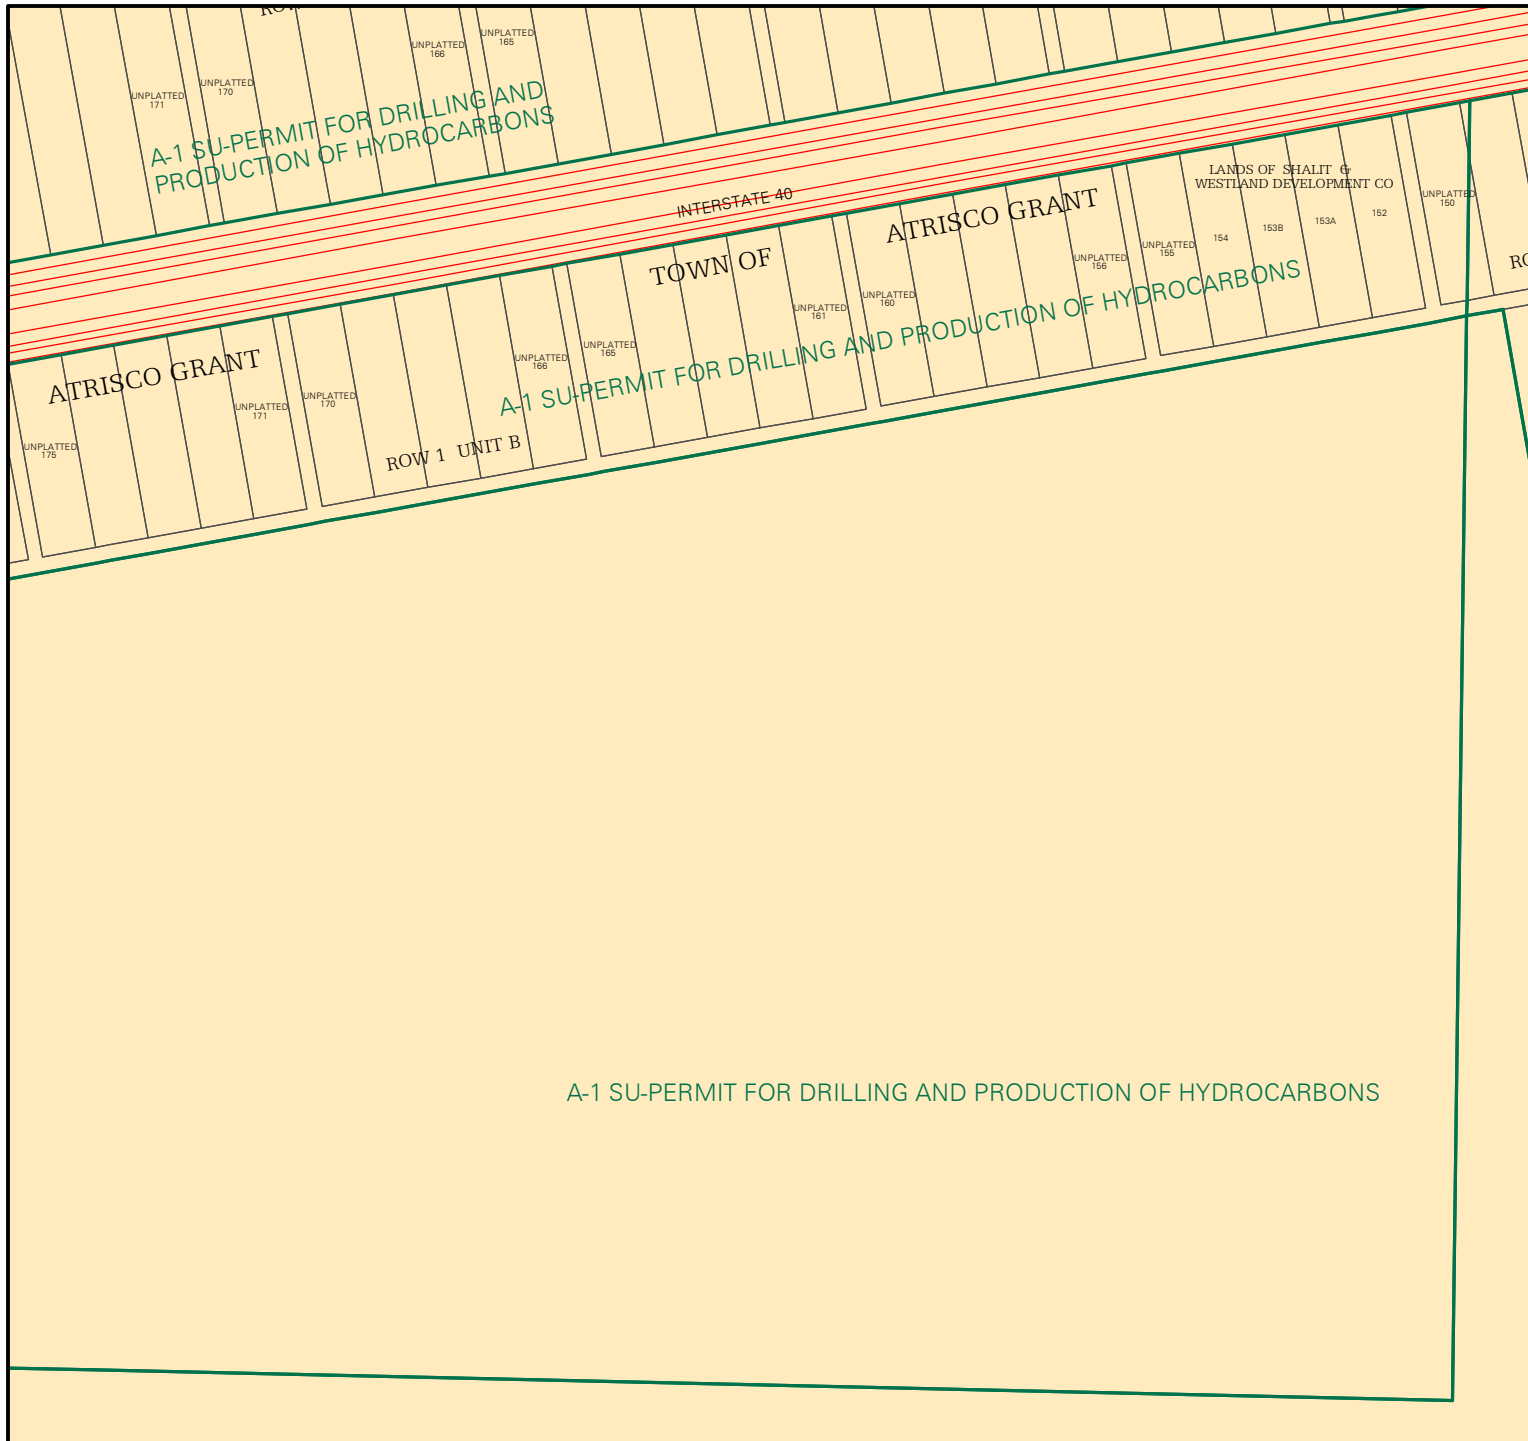 UNPLATTED
166
UNPLATTED
165
UNPLATTED
171
UNPLATTED
170
A-1 SU-PERMIT FOR DRILLING AND
PRODUCTION OF HYDROCARBONS
INTERSTATE 40
LANDS OF SHALIT &
WESTLAND DEVELOPMENT CO
UNPLATTED
150
152
153A
153B
154
UNPLATTED
155
UNPLATTED
156
ATRISCO GRANT
TOWN OF
UNPLATTED
160
UNPLATTED
161
A-1 SU-PERMIT FOR DRILLING AND PRODUCTION OF HYDROCARBONS
UNPLATTED
165
UNPLATTED
166
ATRISCO GRANT
UNPLATTED
170
UNPLATTED
171
ROW 1 UNIT B
UNPLATTED
175
A-1 SU-PERMIT FOR DRILLING AND PRODUCTION OF HYDROCARBONS